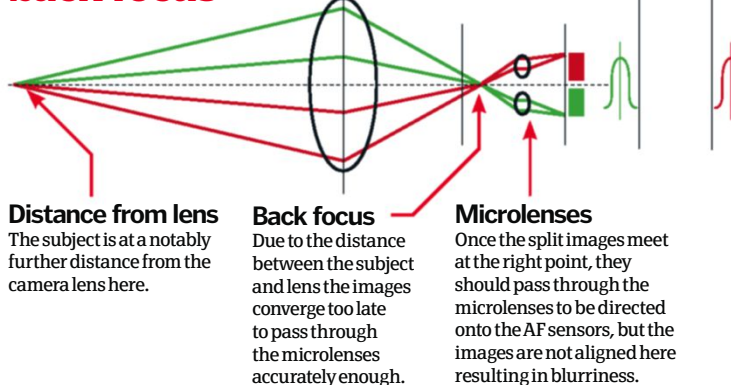 back focus
Distance from lens
The subject is at a notably
further distance from the
camera lens here.
Back focus
Due to the distance
between the subject
and lens the images
converge too late
to pass through
the microlenses
accurately enough.
Microlenses
Once the split images meet
at the right point, they
should pass through the
microlenses to be directed
onto the AF sensors, but the
images are not aligned here
resulting in blurriness.